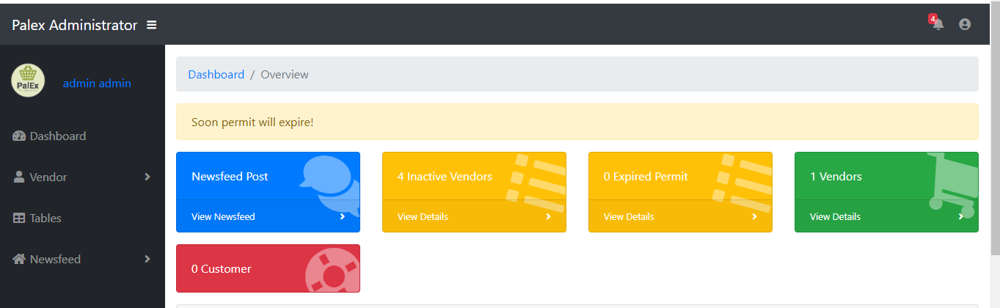 Palex Administrator
4
PalEx
admin admin
Dashboard / Overview
Soon permit will expire!
Dashboard
Vendor
Tables
Newsfeed
Newsfeed Post
View Newsfeed
4 Inactive Vendors
View Details
0 Expired Permit
View Details
1 Vendors
View Details
0 Customer